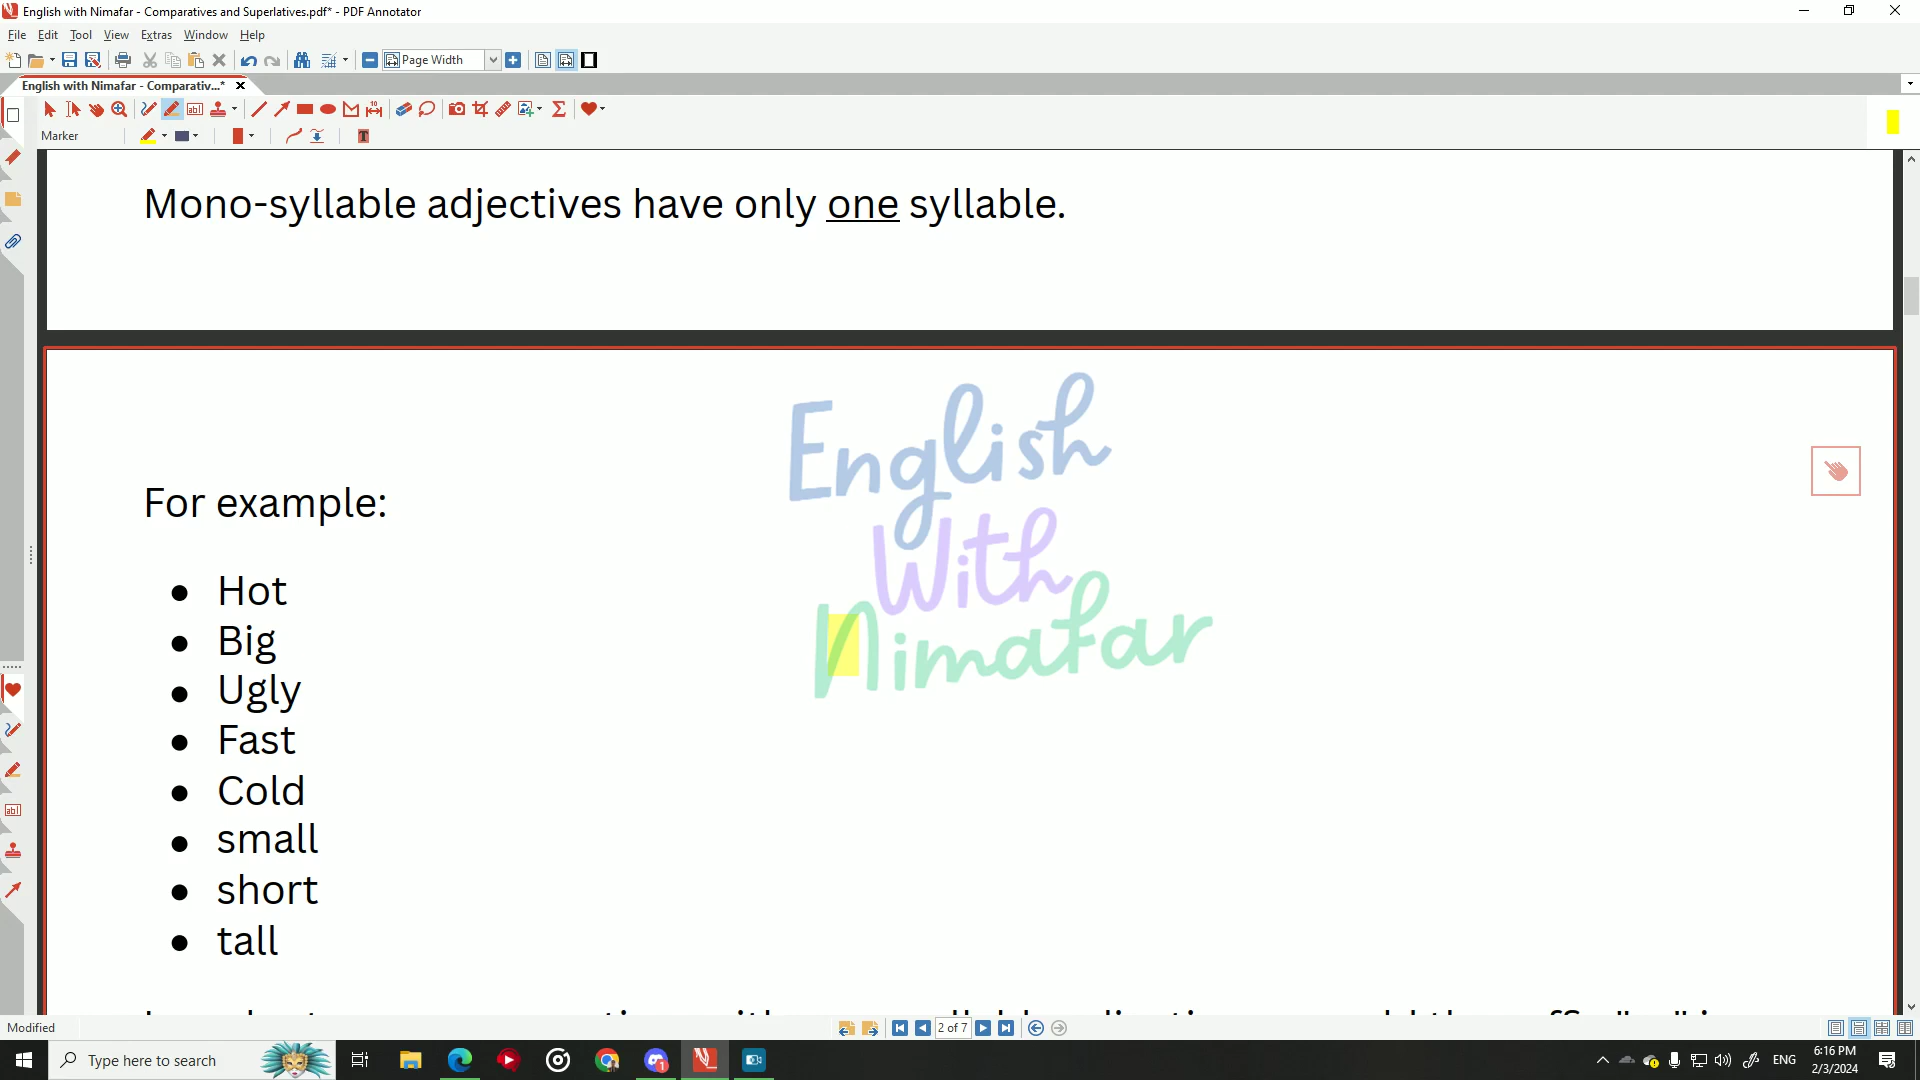 English with Nimafar - Comparatives and Superlatives.pdf* - PDF Annotator
File Edit Tool View Extras Window Help
Page Width
English with Nimafar - Comparativ...*
Marker
Mono-syllable adjectives have only one syllable.
English
With
Nimafar
For example:
● Hot
● Big
● Ugly
● Fast
● Cold
● small
● short
● tall
Modified
2 of 7
Type here to search
ENG
6:16 PM
2/3/2024